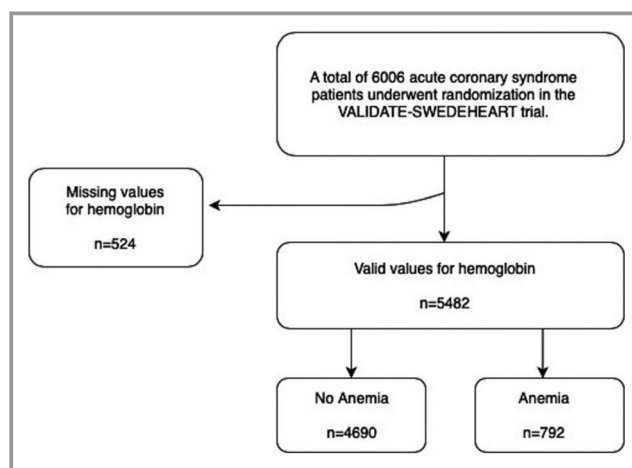 A total of 6006 acute coronary syndrome
patients underwent randomization in the
VALIDATE-SWEDEHEART trial.
Missing values
for hemoglobin
n=524
Valid values for hemoglobin
n=5482
No Anemia
n=4690
Anemia
n=792